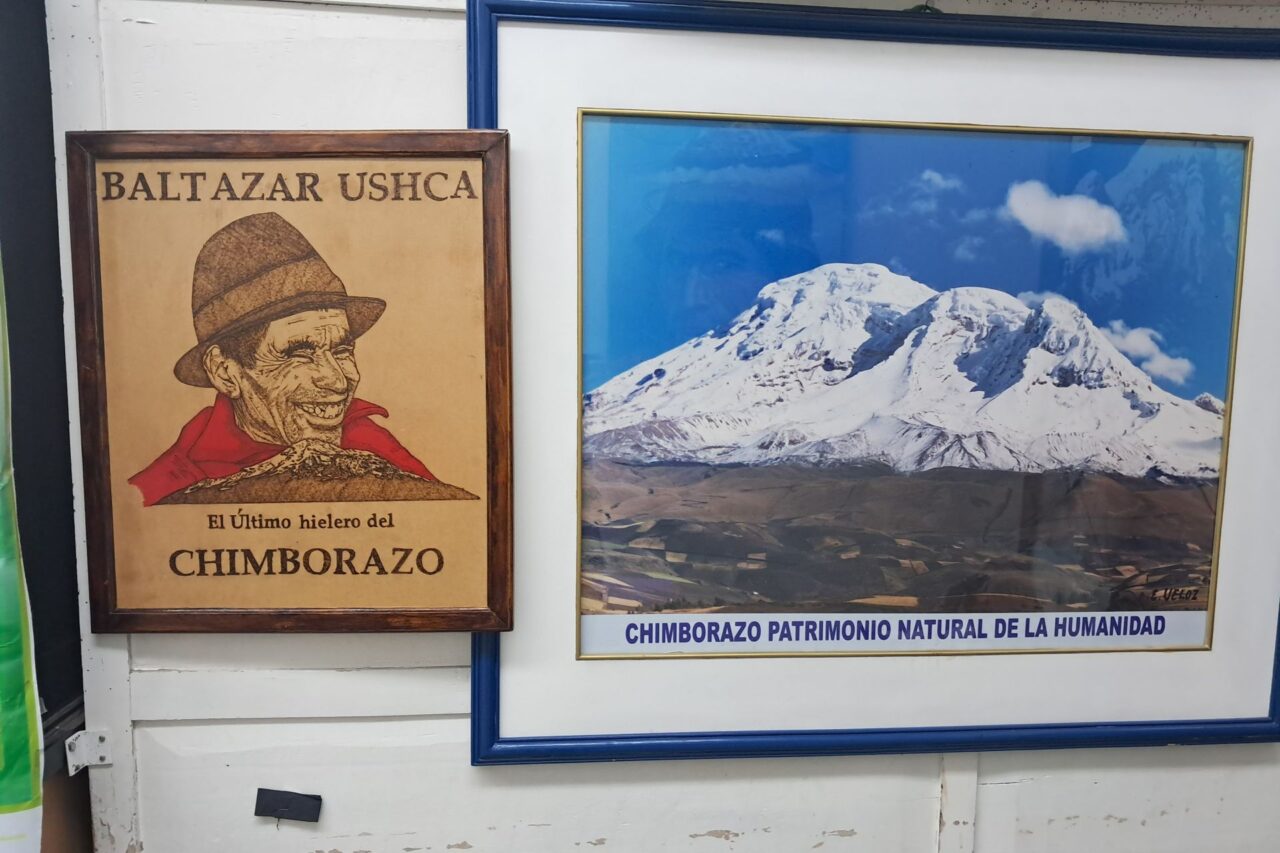 BALTAZAR USHCA
El Último hielero del
CHIMBORAZO
E. VELOZ
CHIMBORAZO PATRIMONIO NATURAL DE LA HUMANIDAD